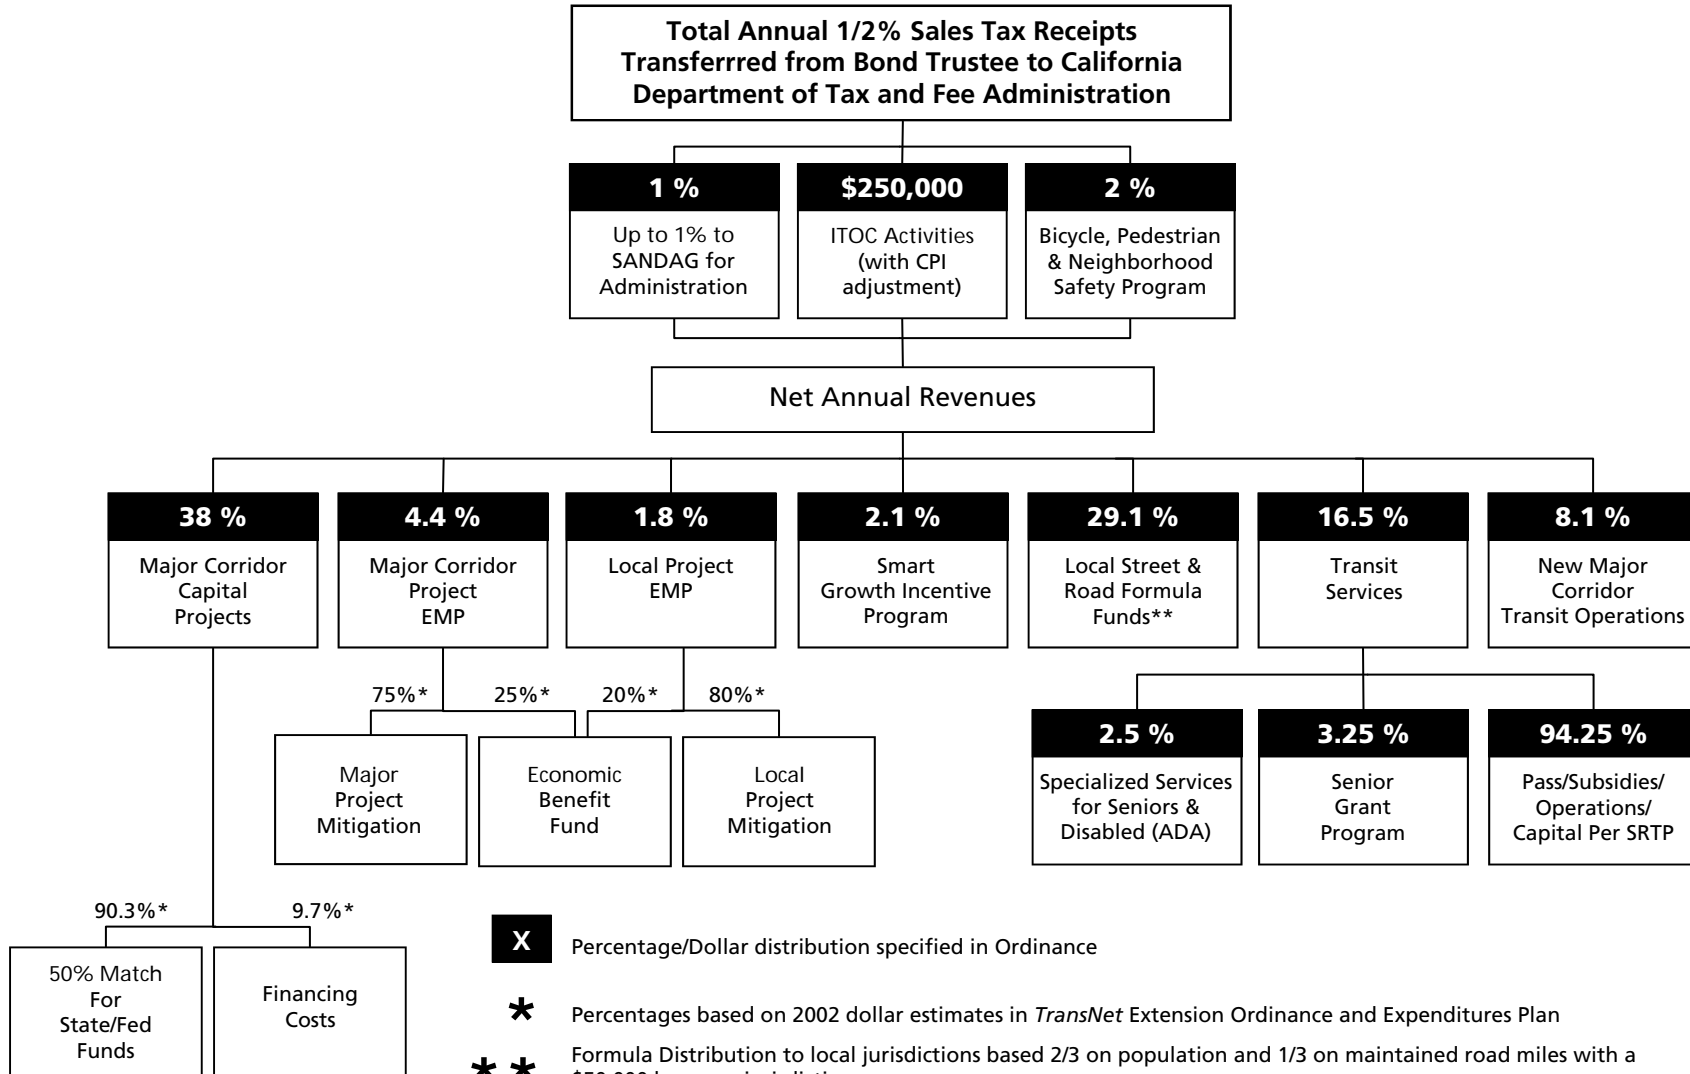 Total Annual 1/2% Sales Tax Receipts
Transferrred from Bond Trustee to California
Department of Tax and Fee Administration
1 %
Up to 1% to
SANDAG for
Administration
$250,000
ITOC Activities
(with CPI
adjustment)
2 %
Bicycle, Pedestrian
& Neighborhood
Safety Program
Net Annual Revenues
38 %
Major Corridor
Capital
Projects
4.4 %
Major Corridor
Project
EMP
1.8 %
Local Project
EMP
2.1 %
Smart
Growth Incentive
Program
29.1 %
Local Street &
Road Formula
Funds**
16.5 %
Transit
Services
8.1 %
New Major
Corridor
Transit Operations
75%*
25%*
20%*
80%*
Major
Project
Mitigation
Economic
Benefit
Fund
Local
Project
Mitigation
2.5 %
Specialized Services
for Seniors &
Disabled (ADA)
3.25 %
Senior
Grant
Program
94.25 %
Pass/Subsidies/
Operations/
Capital Per SRTP
90.3%*
9.7%*
50% Match
For
State/Fed
Funds
Financing
Costs
X Percentage/Dollar distribution specified in Ordinance
* Percentages based on 2002 dollar estimates in TransNet Extension Ordinance and Expenditures Plan
** Formula Distribution to local jurisdictions based 2/3 on population and 1/3 on maintained road miles with a